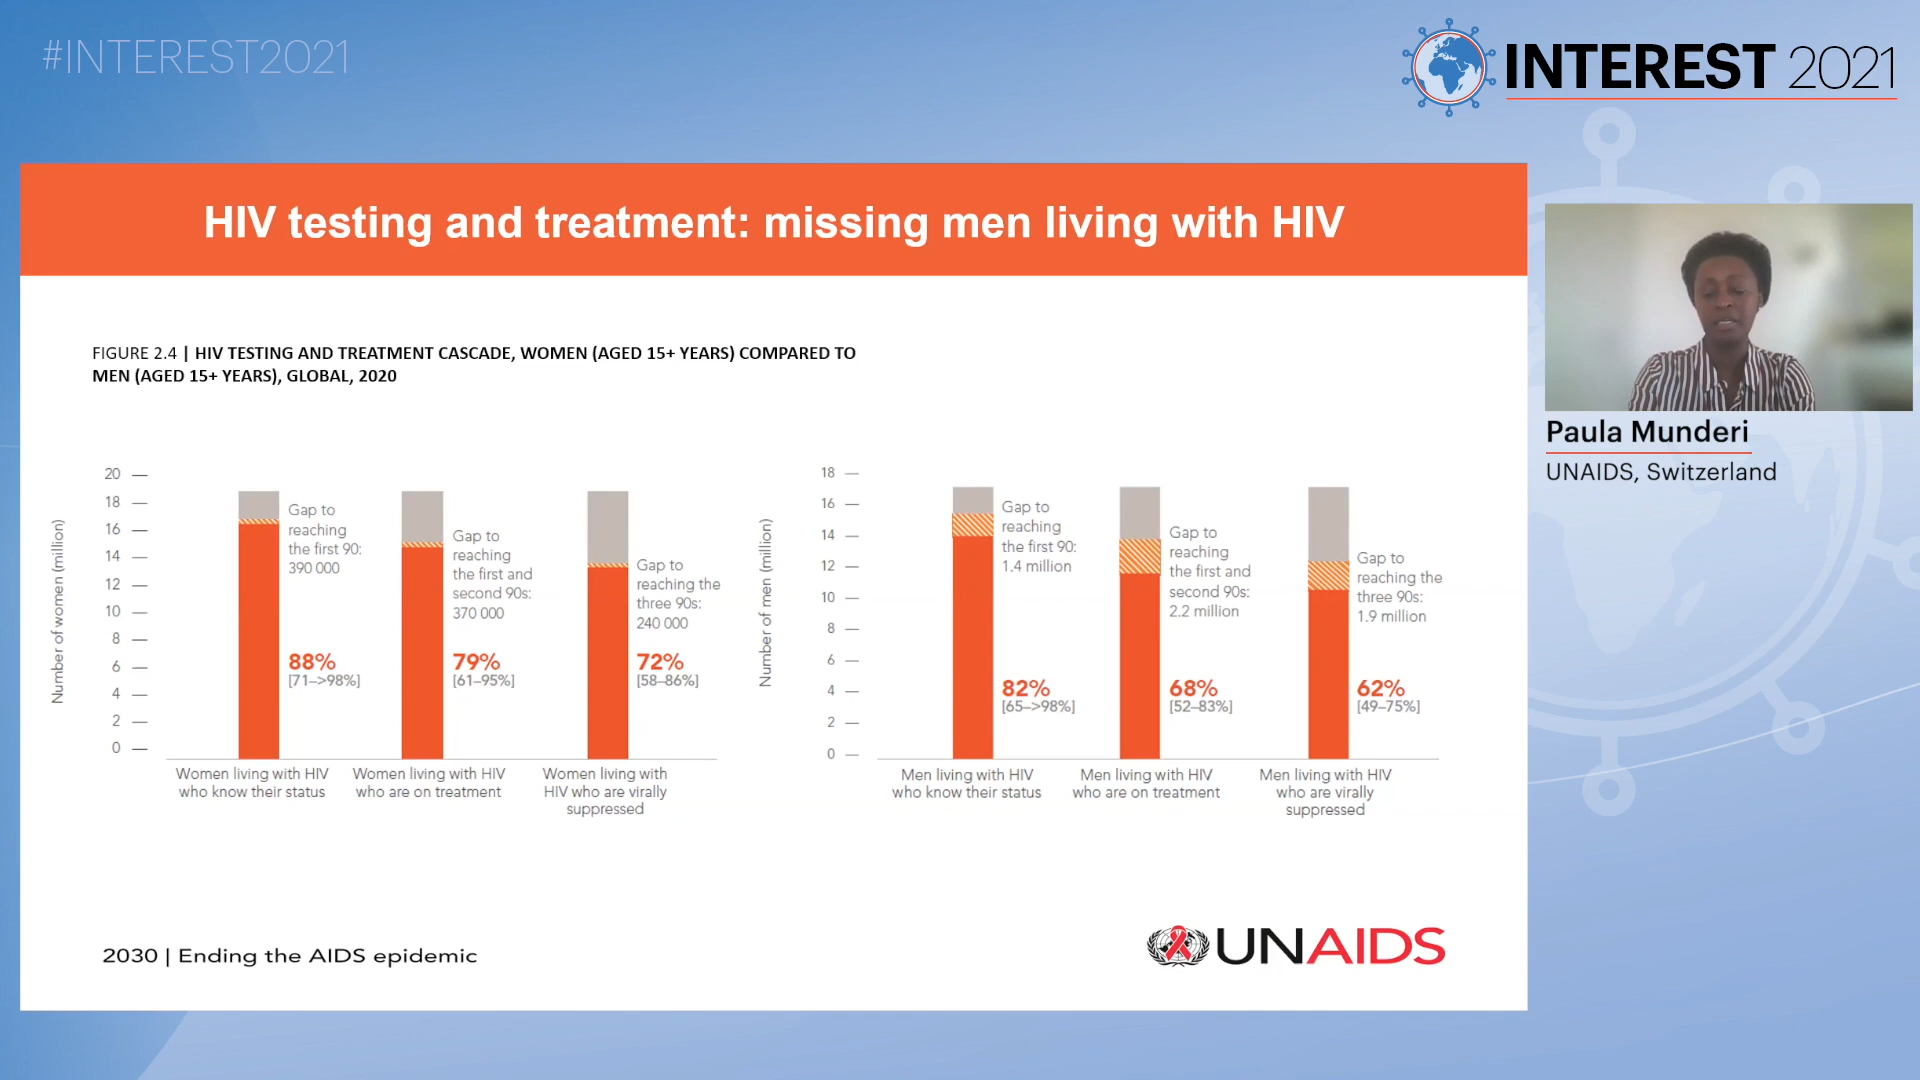 #INTEREST2021
INTEREST 2021
HIV testing and treatment: missing men living with HIV
Paula Munderi
UNAIDS, Switzerland
FIGURE 2.4 | HIV TESTING AND TREATMENT CASCADE, WOMEN (AGED 15+ YEARS) COMPARED TO
MEN (AGED 15+ YEARS), GLOBAL, 2020
Number of women (million)
20
18
16
14
12
10
8
6
4
2
0
Gap to
reaching
the first 90:
390 000
88%
[71–>98%]
Gap to
reaching
the first and
second 90s:
370 000
79%
[61–95%]
Gap to
reaching the
three 90s:
240 000
72%
[58–86%]
Women living with HIV
who know their status
Women living with HIV
who are on treatment
Women living with
HIV who are virally
suppressed
Number of men (million)
18
16
14
12
10
8
6
4
2
0
Gap to
reaching
the first 90:
1.4 million
82%
[65–>98%]
Gap to
reaching
the first and
second 90s:
2.2 million
68%
[52–83%]
Gap to
reaching the
three 90s:
1.9 million
62%
[49–75%]
Men living with HIV
who know their status
Men living with HIV
who are on treatment
Men living with HIV
who are virally
suppressed
2030 | Ending the AIDS epidemic
UNAIDS